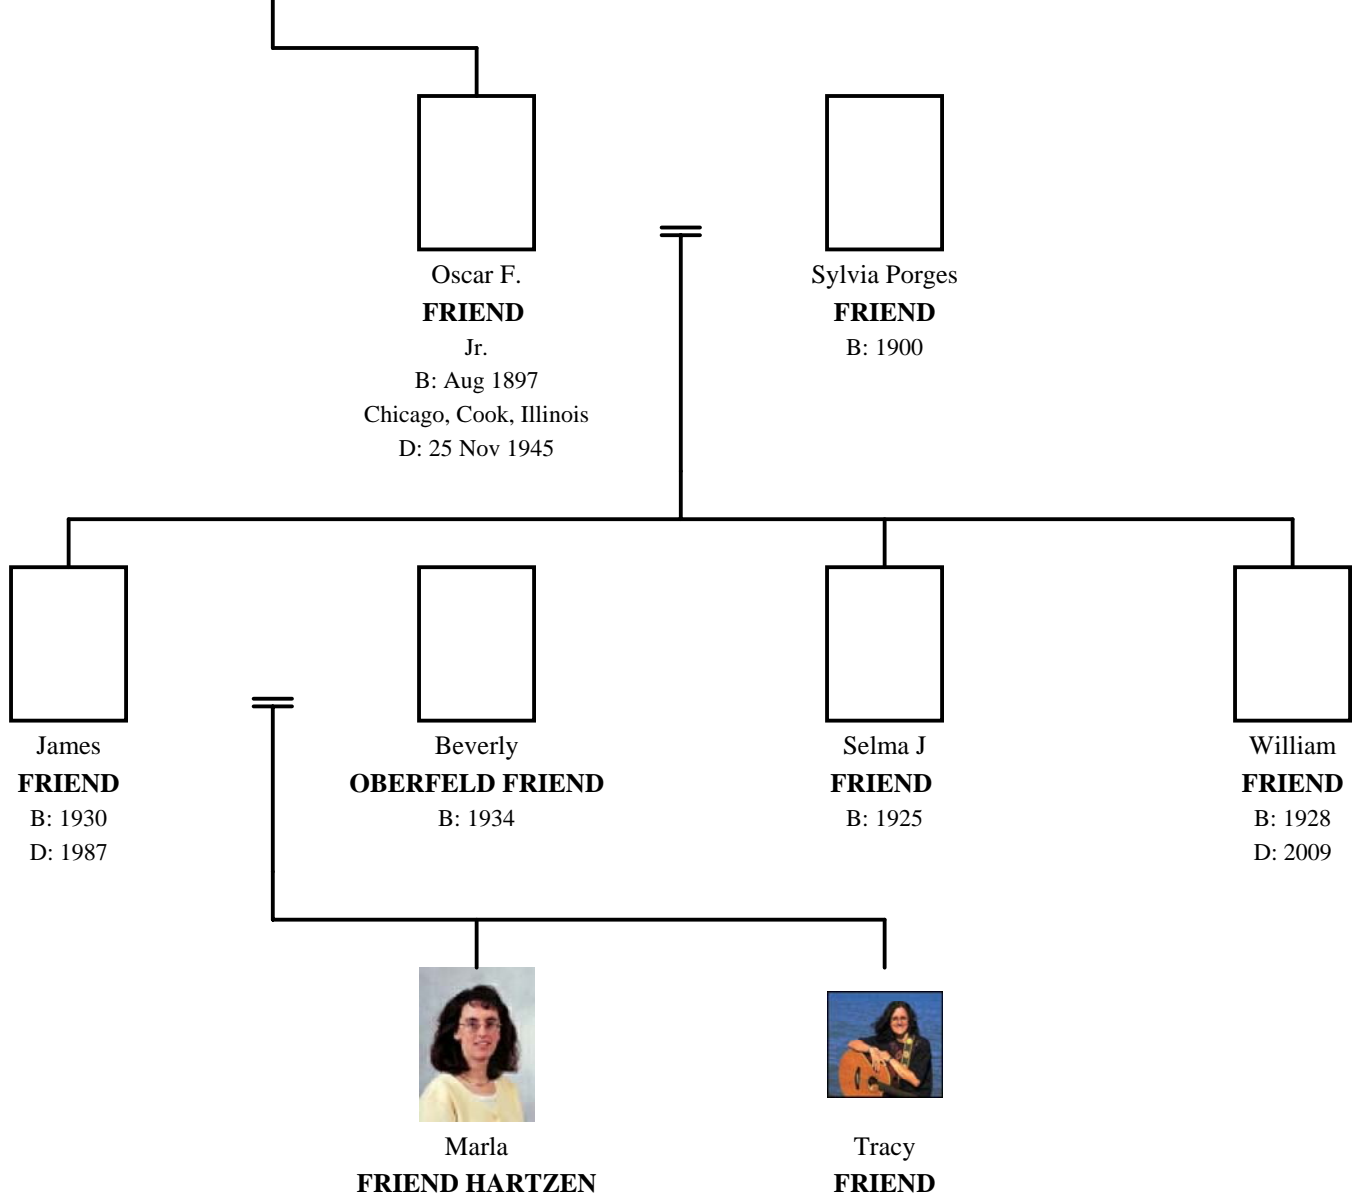 Oscar F.
FRIEND
Jr.
B: Aug 1897
Chicago, Cook, Illinois
D: 25 Nov 1945
Sylvia Porges
FRIEND
B: 1900
James
FRIEND
B: 1930
D: 1987
Beverly
OBERFELD FRIEND
B: 1934
Selma J
FRIEND
B: 1925
William
FRIEND
B: 1928
D: 2009
Marla
FRIEND HARTZEN
Tracy
FRIEND